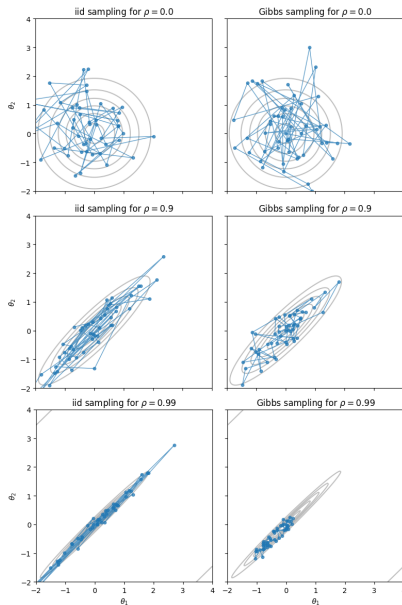 iid sampling for ρ = 0.0
Gibbs sampling for ρ = 0.0
4
3
2
1
0
−1
−2
θ₂
iid sampling for ρ = 0.9
Gibbs sampling for ρ = 0.9
4
3
2
1
0
−1
−2
θ₂
iid sampling for ρ = 0.99
Gibbs sampling for ρ = 0.99
4
3
2
1
0
−1
−2
θ₂
−2 −1 0 1 2 3 4 −2 −1 0 1 2 3 4
θ₁ θ₁